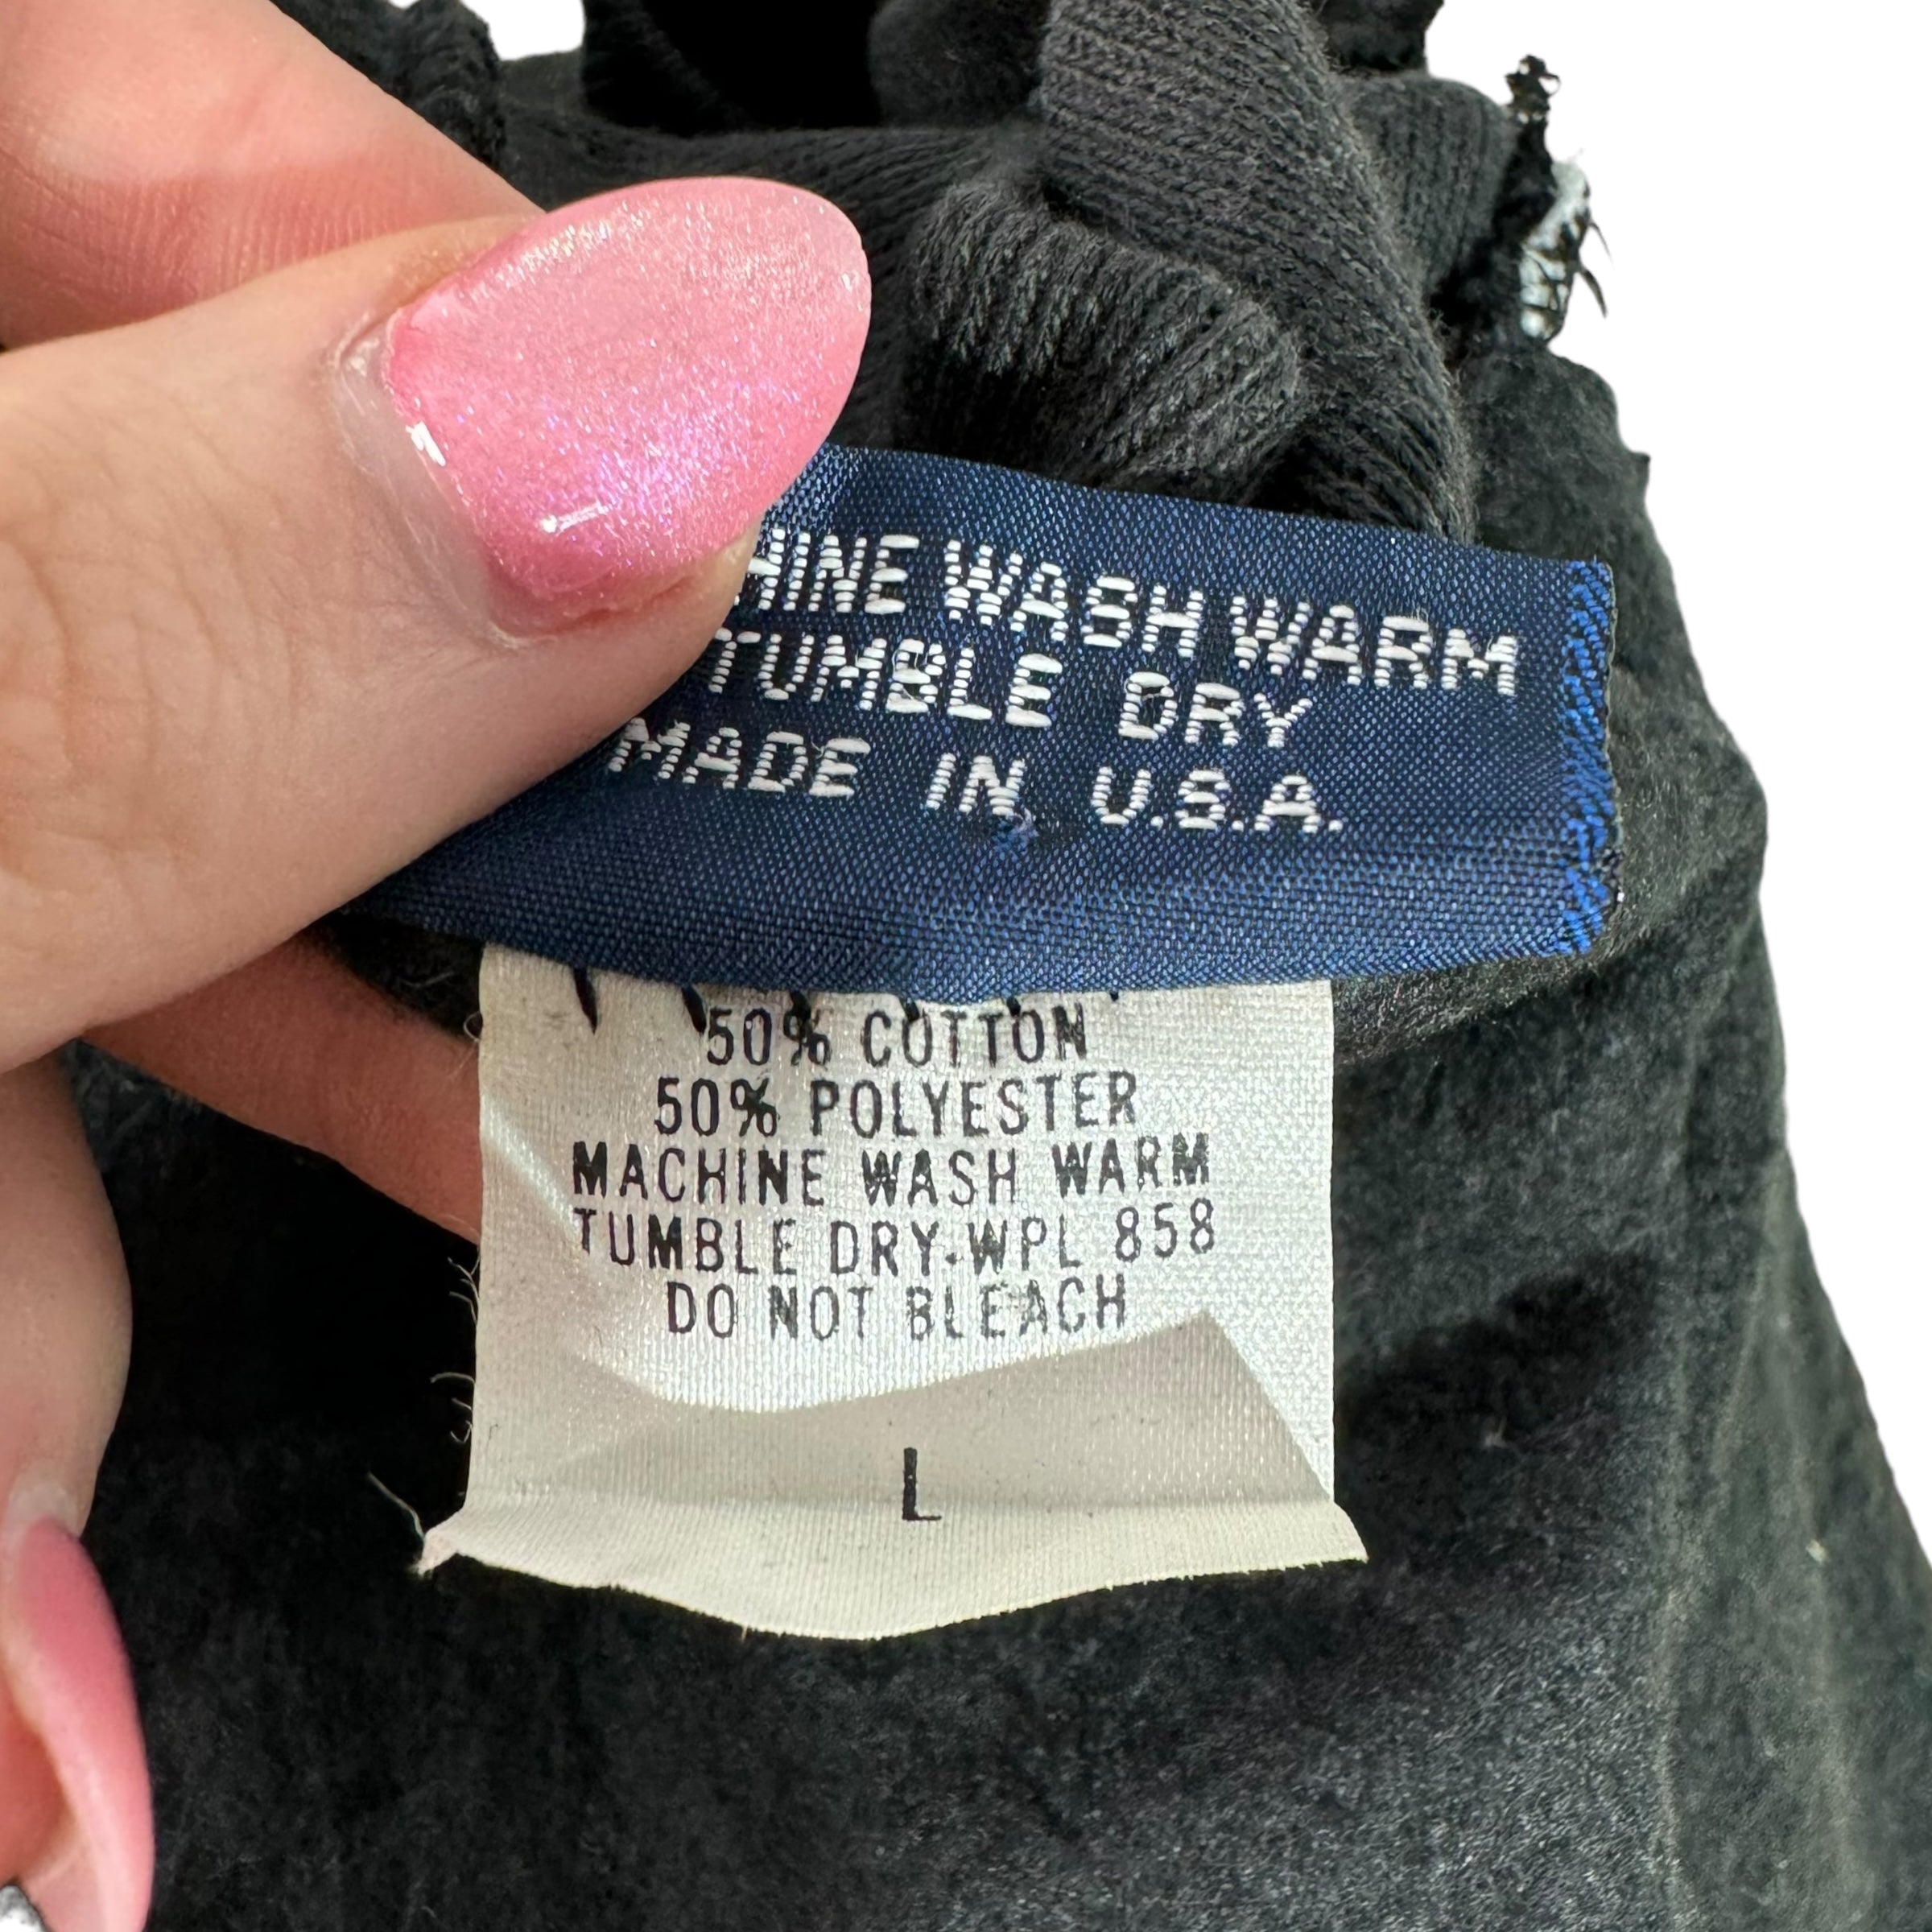 HINE WASH WARM
TUMBLE DRY
MADE IN U.S.A.
50% COTTON
50% POLYESTER
MACHINE WASH WARM
TUMBLE DRY-WPL 858
DO NOT BLEACH
L